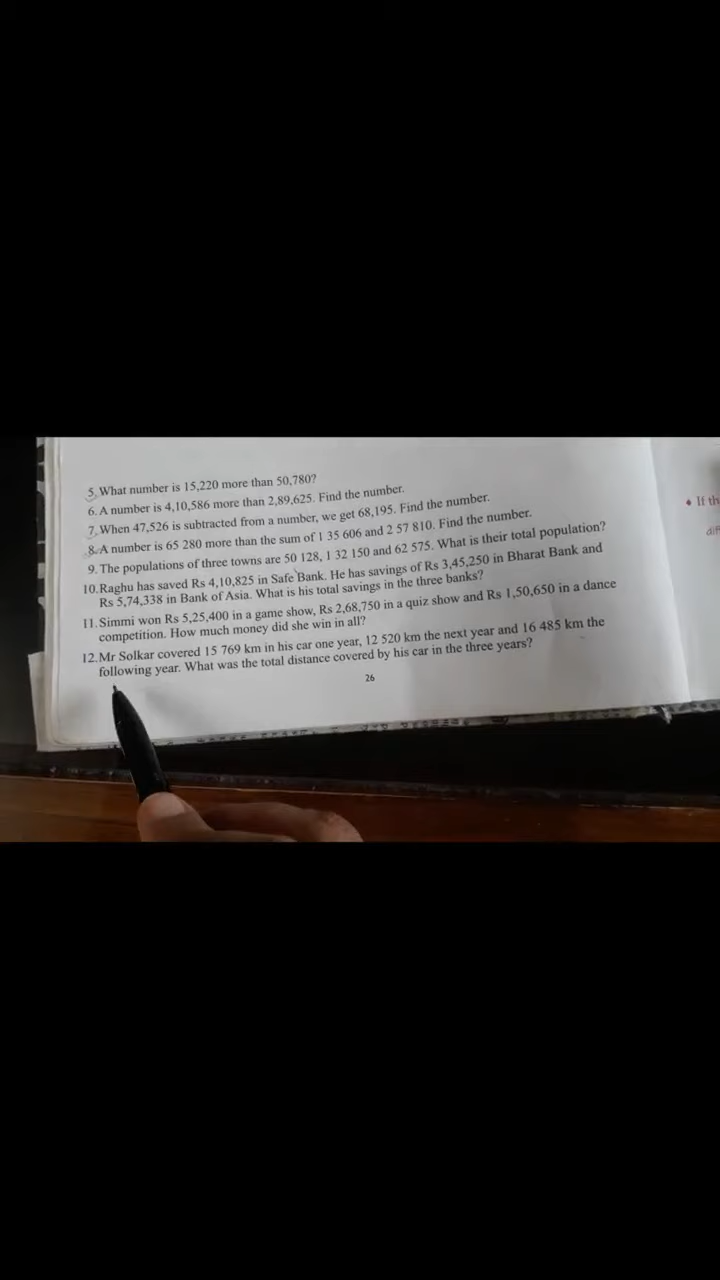 5. What number is 15,220 more than 50,780?
6. A number is 4,10,586 more than 2,89,625. Find the number.
7. When 47,526 is subtracted from a number, we get 68,195. Find the number.
8. A number is 65 280 more than the sum of 1 35 606 and 2 57 810. Find the number.
9. The populations of three towns are 50 128, 1 32 150 and 62 575. What is their total population?
10. Raghu has saved Rs 4,10,825 in Safe Bank. He has savings of Rs 3,45,250 in Bharat Bank and
Rs 5,74,338 in Bank of Asia. What is his total savings in the three banks?
11. Simmi won Rs 5,25,400 in a game show, Rs 2,68,750 in a quiz show and Rs 1,50,650 in a dance
competition. How much money did she win in all?
12. Mr Solkar covered 15 769 km in his car one year, 12 520 km the next year and 16 485 km the
following year. What was the total distance covered by his car in the three years?
26
♦ If th
diff